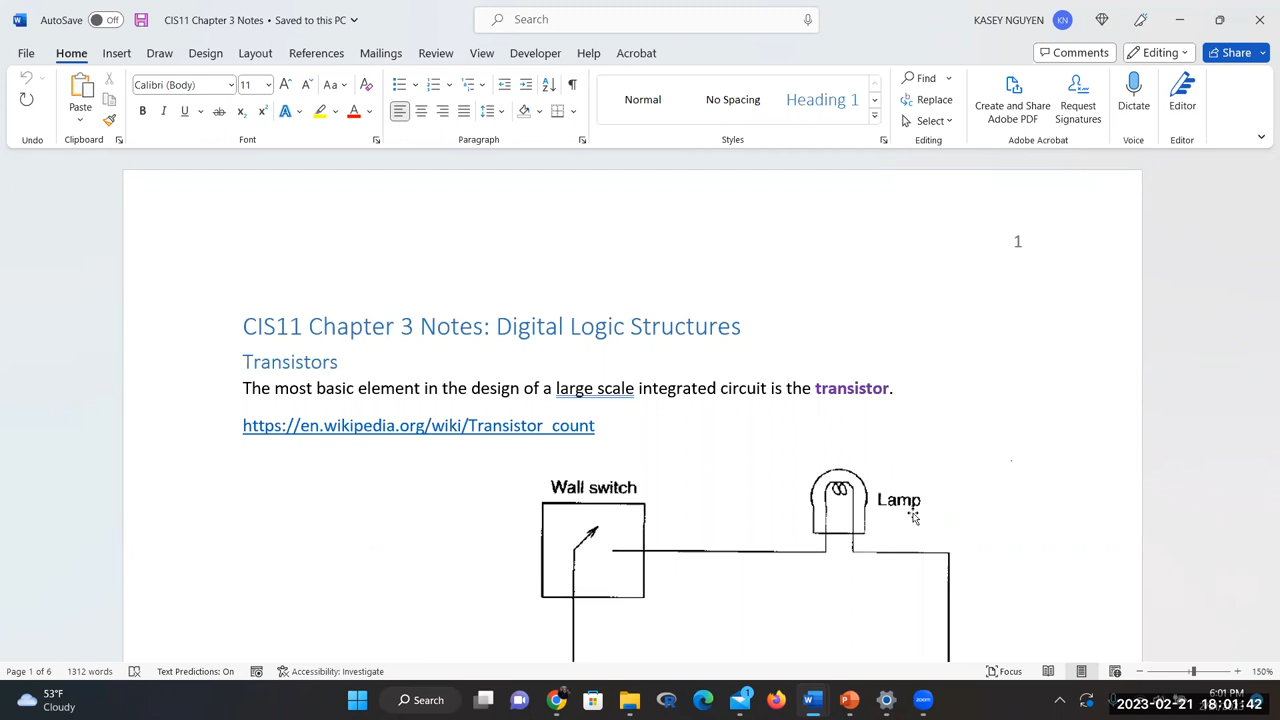 AutoSave Off CIS11 Chapter 3 Notes • Saved to this PC Search KASEY NGUYEN KN
File Home Insert Draw Design Layout References Mailings Review View Developer Help Acrobat Comments Editing Share
Paste Calibri (Body) 11 Aa Normal No Spacing Heading 1 Find Replace Select Create and Share Adobe PDF Request Signatures Dictate Editor
Undo Clipboard Font Paragraph Styles Editing Adobe Acrobat Voice Editor
1
CIS11 Chapter 3 Notes: Digital Logic Structures
Transistors
The most basic element in the design of a large scale integrated circuit is the transistor.
https://en.wikipedia.org/wiki/Transistor_count
Wall switch
Lamp
Page 1 of 6 1312 words Text Predictions: On Accessibility: Investigate Focus 150%
53°F
Cloudy
Search
6:01 PM
2023-02-21 18:01:42